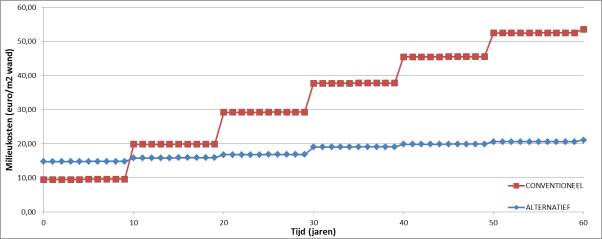 60,00
50,00
40,00
30,00
20,00
10,00
0,00
Milieukosten (euro/m2 wand)
0 10 20 30 40 50 60
Tijd (jaren)
CONVENTIONEEL
ALTERNATIEF